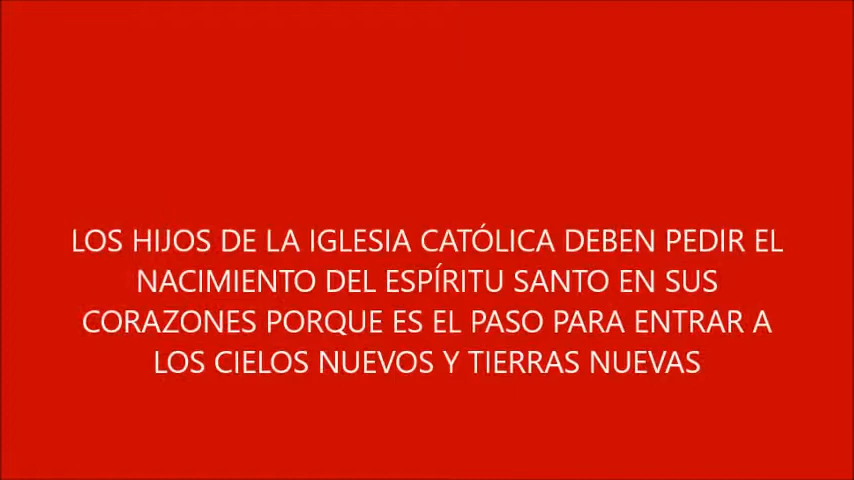 LOS HIJOS DE LA IGLESIA CATÓLICA DEBEN PEDIR EL
NACIMIENTO DEL ESPÍRITU SANTO EN SUS
CORAZONES PORQUE ES EL PASO PARA ENTRAR A
LOS CIELOS NUEVOS Y TIERRAS NUEVAS